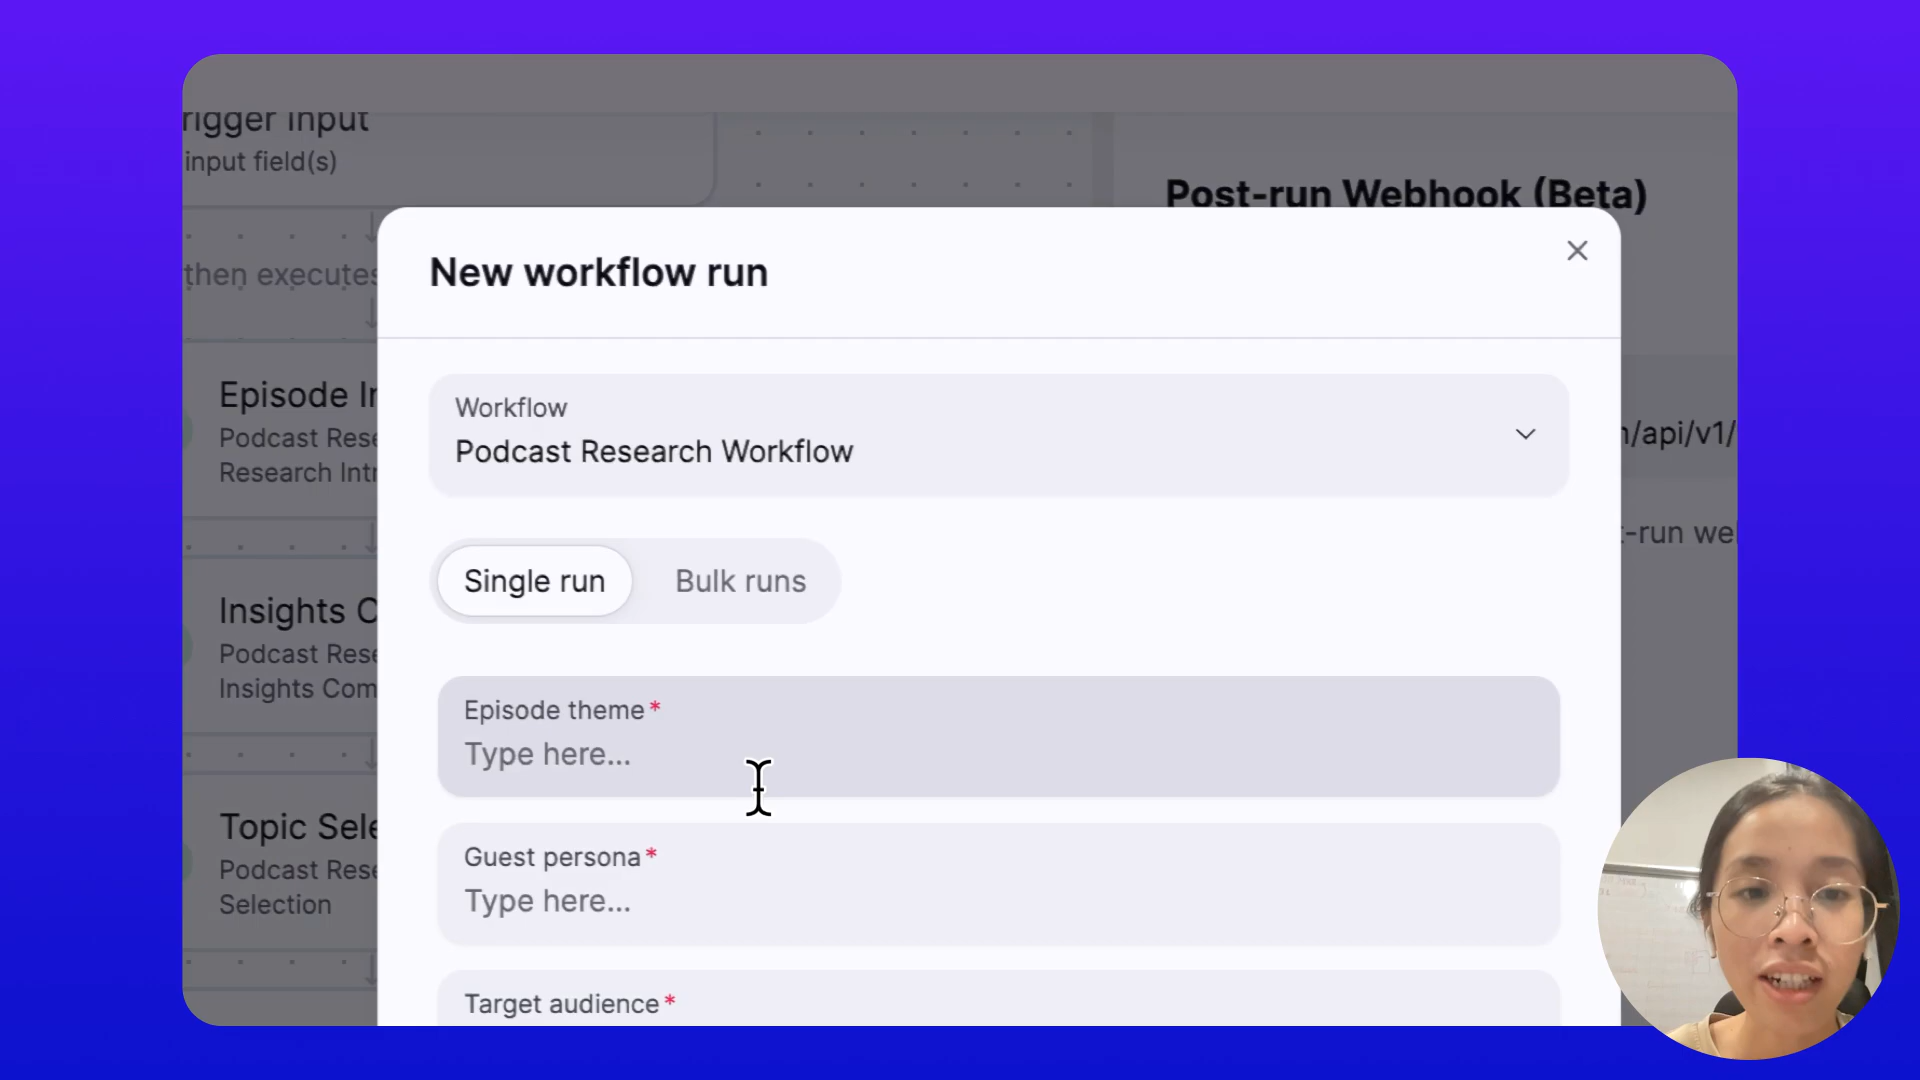 rigger Input
input field(s)
then executes
Episode Ir
Podcast Rese
Research Intr
Insights C
Podcast Rese
Insights Com
Topic Sele
Podcast Rese
Selection
Post-run Webhook (Beta)
/api/v1/
-run we
New workflow run
Workflow
Podcast Research Workflow
Single run
Bulk runs
Episode theme *
Type here...
Guest persona *
Type here...
Target audience *